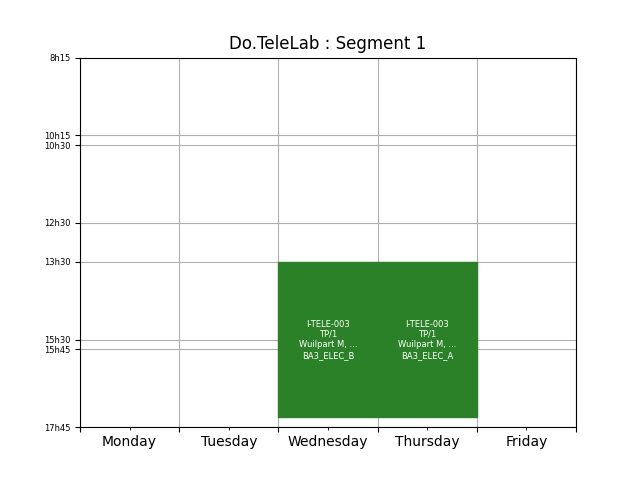 Do.TeleLab : Segment 1
8h15
10h15
10h30
12h30
13h30
15h30
15h45
17h45
I-TELE-003
TP/1
Wuilpart M, ...
BA3_ELEC_B
I-TELE-003
TP/1
Wuilpart M, ...
BA3_ELEC_A
Monday
Tuesday
Wednesday
Thursday
Friday